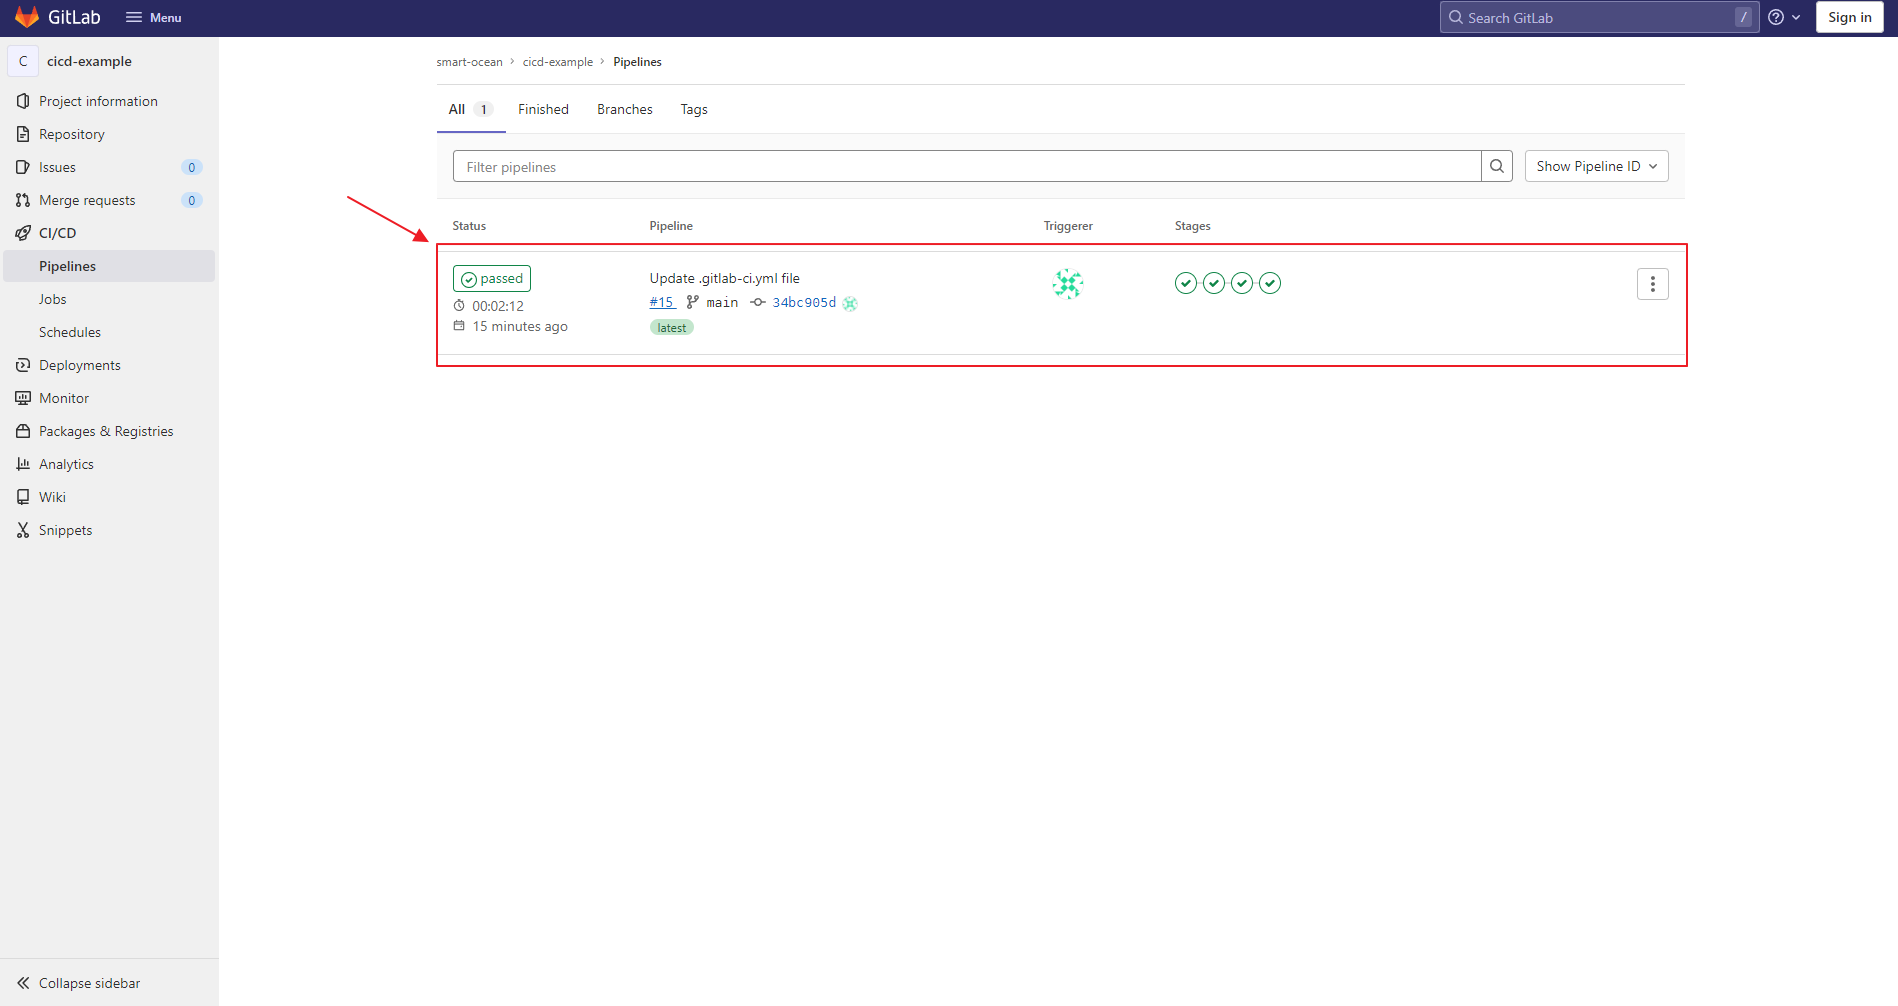 GitLab Menu Search GitLab / Sign in
C cicd-example
Project information
Repository
Issues 0
Merge requests 0
CI/CD
Pipelines
Jobs
Schedules
Deployments
Monitor
Packages & Registries
Analytics
Wiki
Snippets
Collapse sidebar
smart-ocean > cicd-example > Pipelines
All 1 Finished Branches Tags
Filter pipelines Show Pipeline ID
Status Pipeline Triggerer Stages
passed
00:02:12
15 minutes ago
Update .gitlab-ci.yml file
#15 main 34bc905d
latest